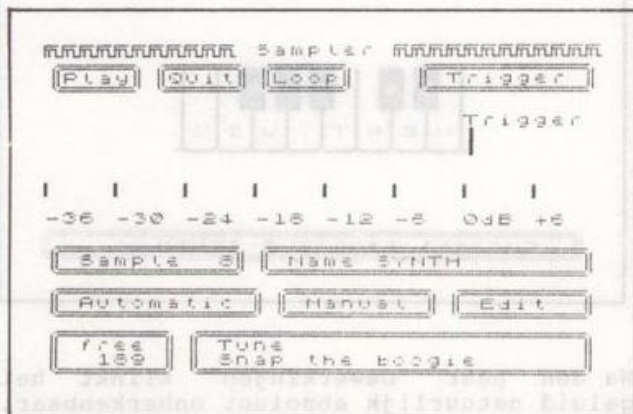 Sampler
Play Quit Loop Trigger
Trigger
-36 -30 -24 -18 -12 -6 0dB +6
Sample 8 Name SYNTH
Automatic Manual Edit
free Tune
189 Snap the boogie